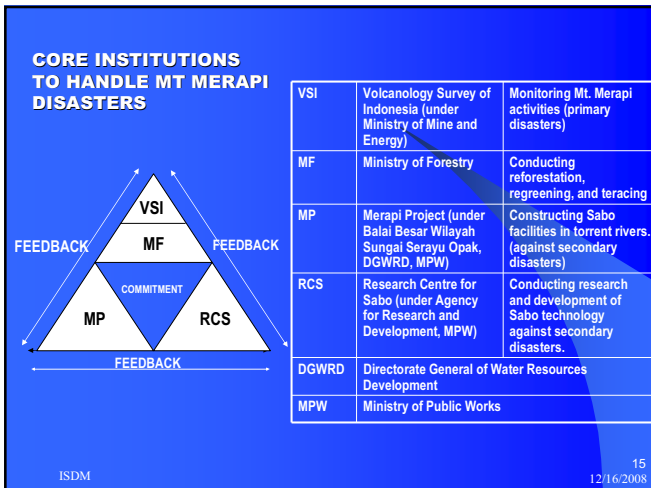 CORE INSTITUTIONS
TO HANDLE MT MERAPI
DISASTERS
VSI
MF
COMMITMENT
MP
RCS
FEEDBACK
FEEDBACK
FEEDBACK
VSI
Volcanology Survey of
Indonesia (under
Ministry of Mine and
Energy)
Monitoring Mt. Merapi
activities (primary
disasters)
MF
Ministry of Forestry
Conducting
reforestation,
regreening, and teracing
MP
Merapi Project (under
Balai Besar Wilayah
Sungai Serayu Opak,
DGWRD, MPW)
Constructing Sabo
facilities in torrent rivers.
(against secondary
disasters)
RCS
Research Centre for
Sabo (under Agency
for Research and
Development, MPW)
Conducting research
and development of
Sabo technology
against secondary
disasters.
DGWRD
Directorate General of Water Resources
Development
MPW
Ministry of Public Works
ISDM
15
12/16/2008